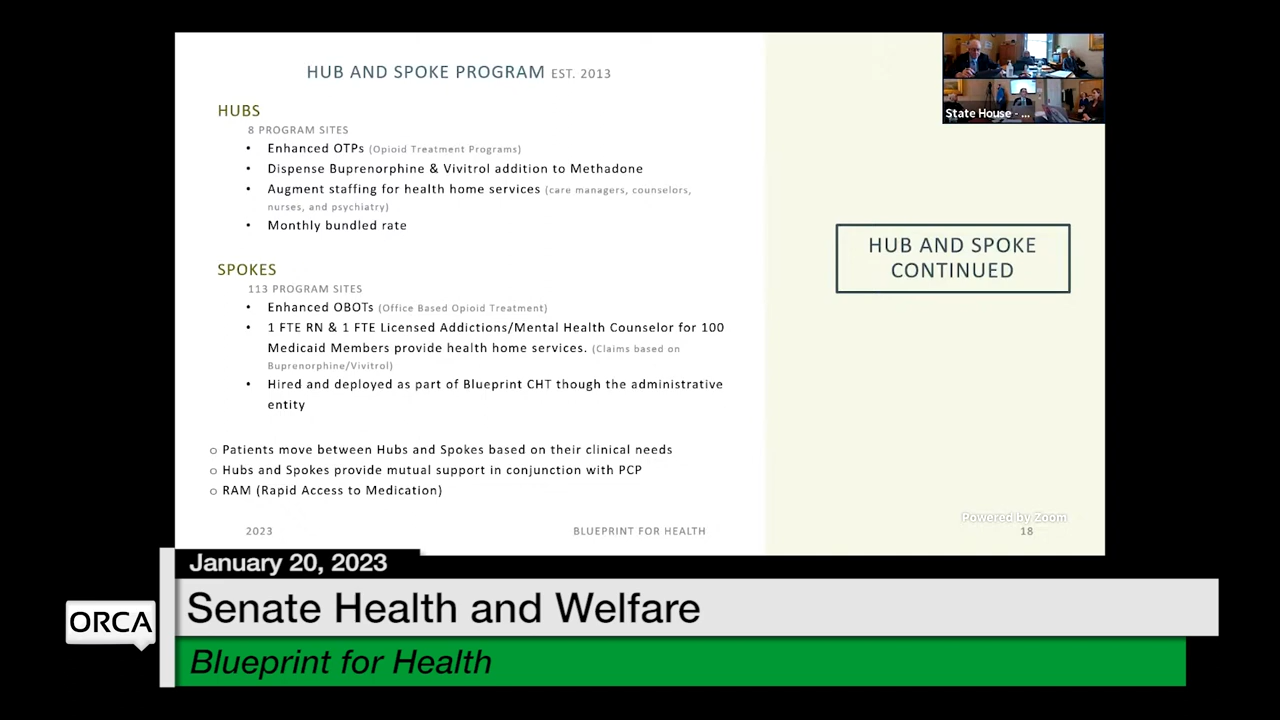 HUB AND SPOKE PROGRAM EST. 2013
HUBS
8 PROGRAM SITES
• Enhanced OTPs (Opioid Treatment Programs)
• Dispense Buprenorphine & Vivitrol addition to Methadone
• Augment staffing for health home services (care managers, counselors,
nurses, and psychiatry)
• Monthly bundled rate
SPOKES
113 PROGRAM SITES
• Enhanced OBOTs (Office Based Opioid Treatment)
• 1 FTE RN & 1 FTE Licensed Addictions/Mental Health Counselor for 100
Medicaid Members provide health home services. (Claims based on
Buprenorphine/Vivitrol)
• Hired and deployed as part of Blueprint CHT though the administrative
entity
o Patients move between Hubs and Spokes based on their clinical needs
o Hubs and Spokes provide mutual support in conjunction with PCP
o RAM (Rapid Access to Medication)
2023
BLUEPRINT FOR HEALTH
18
HUB AND SPOKE
CONTINUED
State House - ...
Powered by Zoom
January 20, 2023
Senate Health and Welfare
Blueprint for Health
ORCA